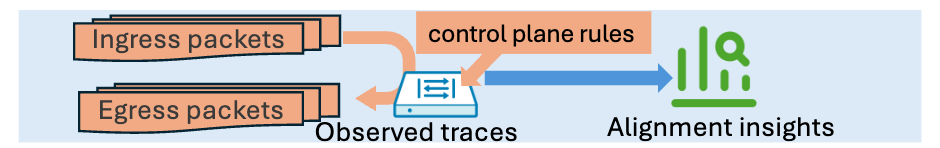 Ingress packets
control plane rules
Egress packets
Observed traces
Alignment insights